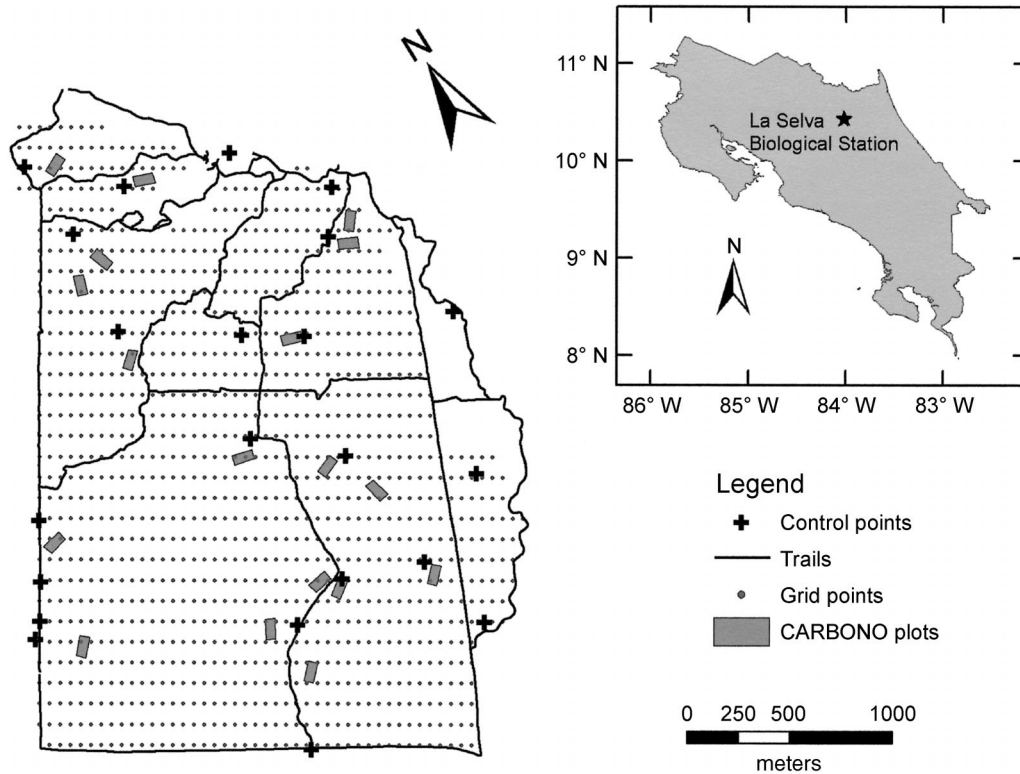 N
11° N
10° N
9° N
8° N
La Selva
Biological Station
N
86° W 85° W 84° W 83° W
Legend
Control points
Trails
Grid points
CARBONO plots
0 250 500 1000
meters